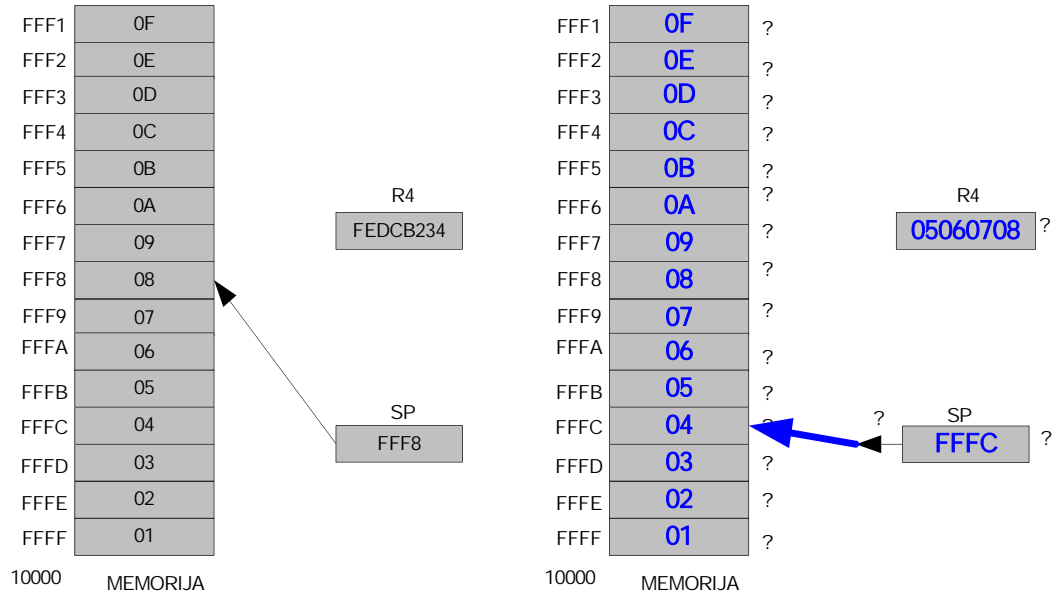 FFF1 0F FFF1 0F ?
FFF2 0E FFF2 0E ?
FFF3 0D FFF3 0D ?
FFF4 0C FFF4 0C ?
FFF5 0B FFF5 0B ?
R4 ? R4
FFF6 0A FFF6 0A
FEDCB234 05060708 ?
FFF7 09 FFF7 09 ?
FFF8 08 FFF8 08 ?
FFF9 07 FFF9 07 ?
FFFA 06 FFFA 06 ?
FFFB 05 FFFB 05 ?
SP ? SP
FFFC 04 FFFC 04 ?
FFF8 FFFC ?
FFFD 03 FFFD 03 ?
FFFE 02 FFFE 02 ?
FFFF 01 FFFF 01 ?
10000 MEMORIJA 10000 MEMORIJA